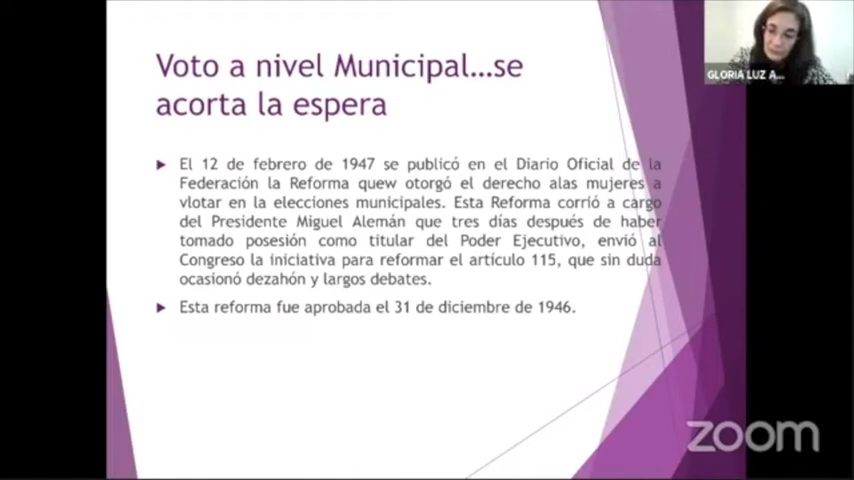 Voto a nivel Municipal...se
acorta la espera
El 12 de febrero de 1947 se publicó en el Diario Oficial de la
Federación la Reforma quew otorgó el derecho alas mujeres a
vlotar en la elecciones municipales. Esta Reforma corrió a cargo
del Presidente Miguel Alemán que tres días después de haber
tomado posesión como titular del Poder Ejecutivo, envió al
Congreso la iniciativa para reformar el artículo 115, que sin duda
ocasionó dezahón y largos debates.
Esta reforma fue aprobada el 31 de diciembre de 1946.
GLORIA LUZ A...
zoom